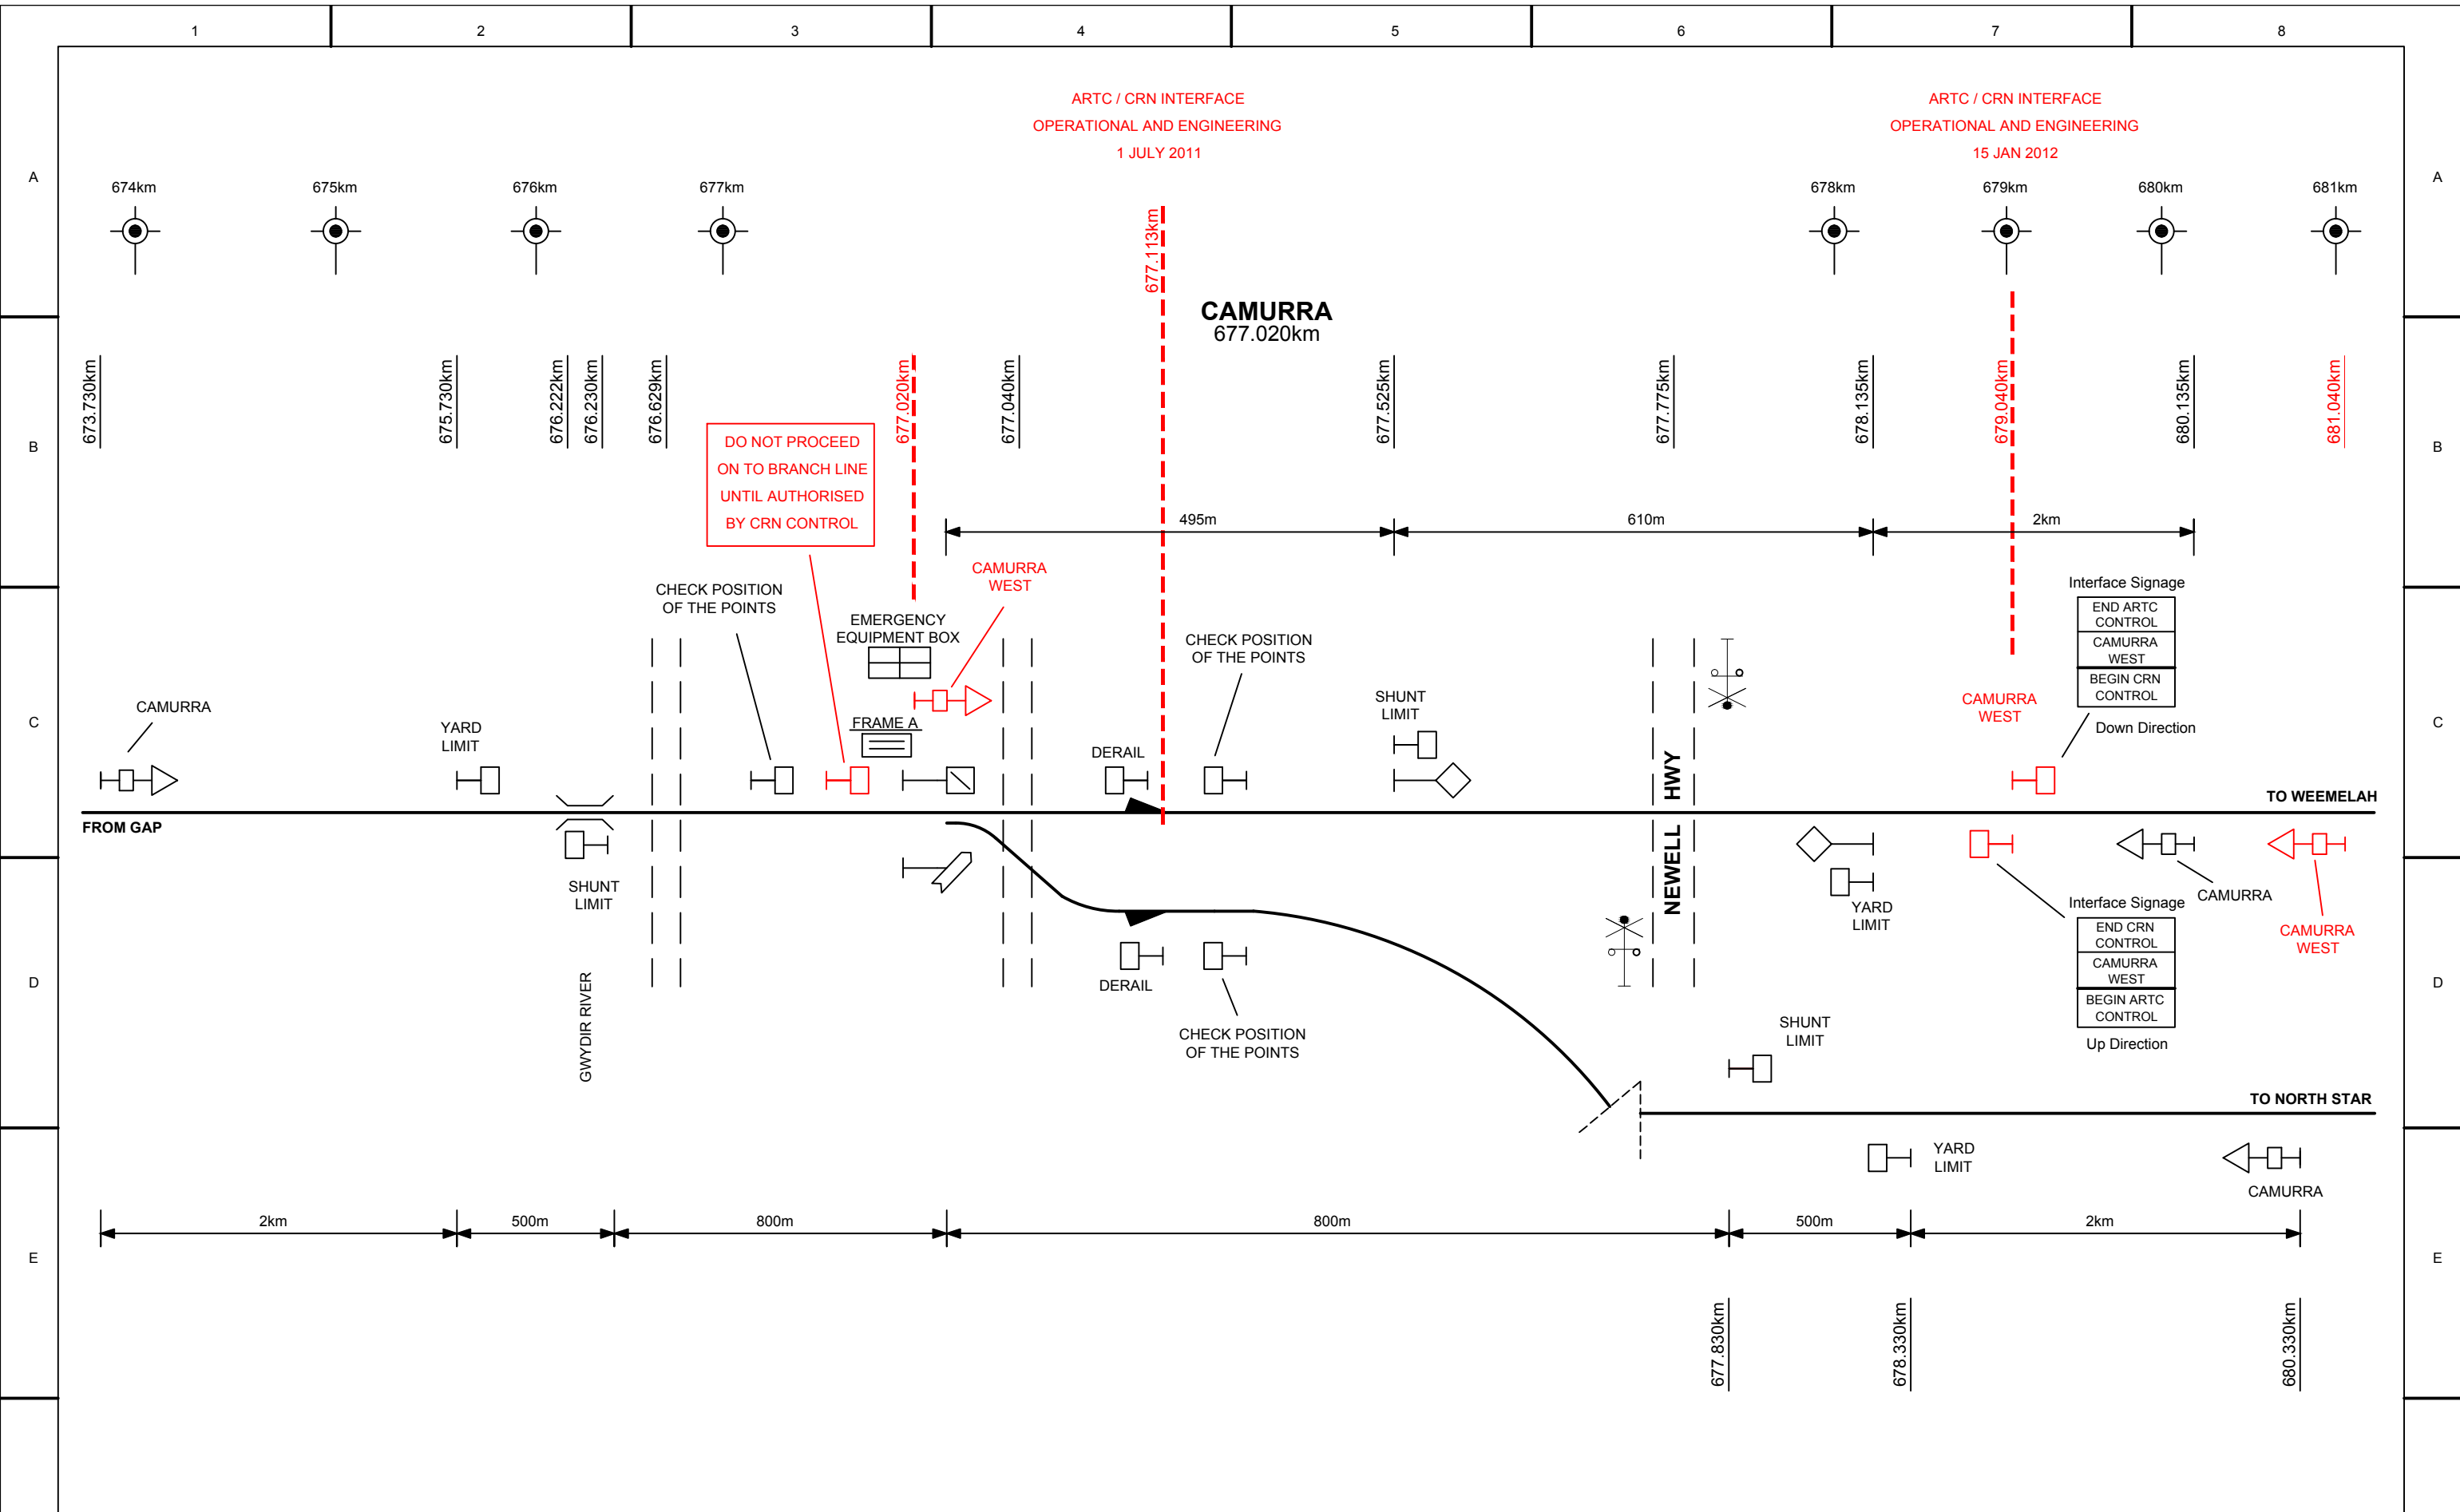 1 2 3 4 5 6 7 8
ARTC / CRN INTERFACE
OPERATIONAL AND ENGINEERING
1 JULY 2011
ARTC / CRN INTERFACE
OPERATIONAL AND ENGINEERING
15 JAN 2012
A
A
674km 675km 676km 677km 678km 679km 680km 681km
677.113km
CAMURRA
677.020km
673.730km
675.730km
676.222km
676.230km
676.629km
677.020km
677.040km
677.525km
677.775km
678.135km
679.040km
680.135km
681.040km
B
B
DO NOT PROCEED
ON TO BRANCH LINE
UNTIL AUTHORISED
BY CRN CONTROL
495m 610m 2km
CHECK POSITION
OF THE POINTS
EMERGENCY
EQUIPMENT BOX
CAMURRA
WEST
CHECK POSITION
OF THE POINTS
Interface Signage
END ARTC
CONTROL
CAMURRA
WEST
BEGIN CRN
CONTROL
Down Direction
C
C
CAMURRA
YARD
LIMIT
FRAME A
DERAIL
SHUNT
LIMIT
CAMURRA
WEST
NEWELL HWY
TO WEEMELAH
FROM GAP
SHUNT
LIMIT
GWYDIR RIVER
YARD
LIMIT
CAMURRA
CAMURRA
WEST
Interface Signage
END CRN
CONTROL
CAMURRA
WEST
BEGIN ARTC
CONTROL
Up Direction
D
D
DERAIL
CHECK POSITION
OF THE POINTS
SHUNT
LIMIT
TO NORTH STAR
YARD
LIMIT
CAMURRA
2km 500m 800m 800m 500m 2km
E
E
677.830km
678.330km
680.330km